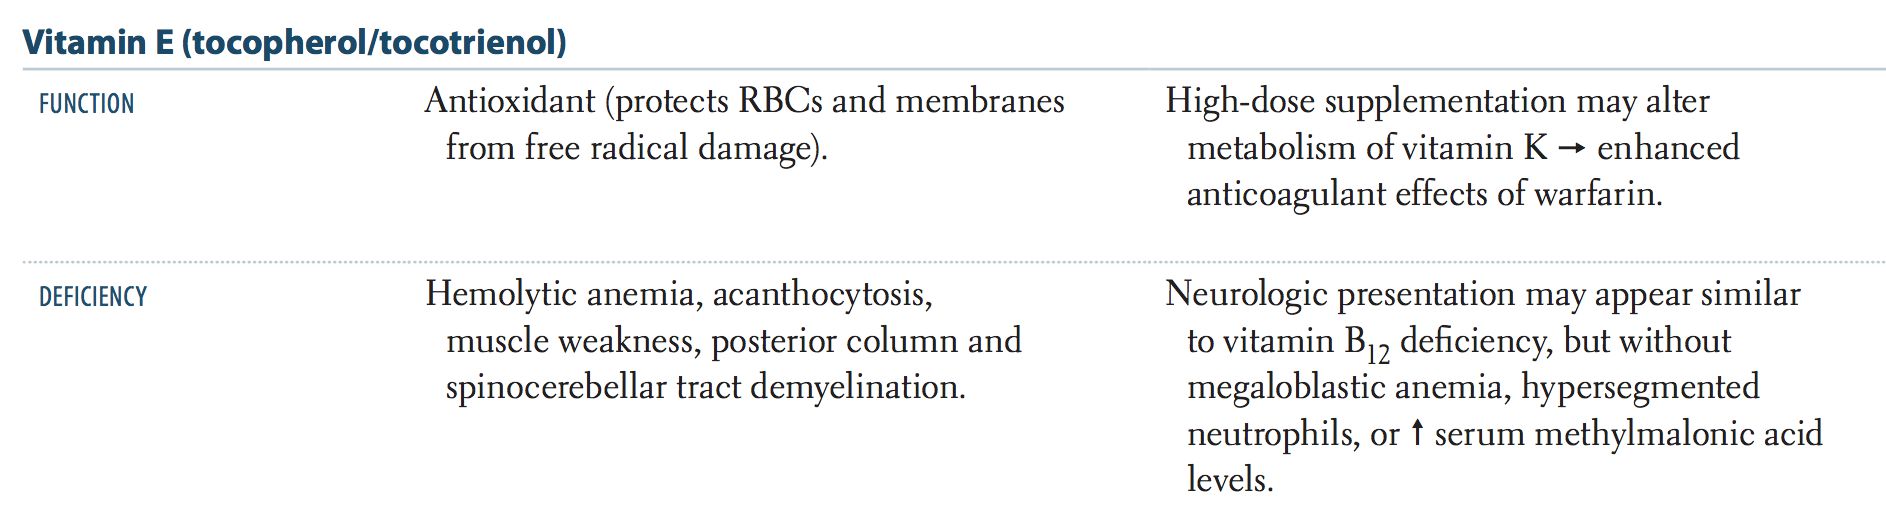 Vitamin E (tocopherol/tocotrienol)
FUNCTION
Antioxidant (protects RBCs and membranes
from free radical damage).
High-dose supplementation may alter
metabolism of vitamin K → enhanced
anticoagulant effects of warfarin.
DEFICIENCY
Hemolytic anemia, acanthocytosis,
muscle weakness, posterior column and
spinocerebellar tract demyelination.
Neurologic presentation may appear similar
to vitamin B₁₂ deficiency, but without
megaloblastic anemia, hypersegmented
neutrophils, or ↑ serum methylmalonic acid
levels.